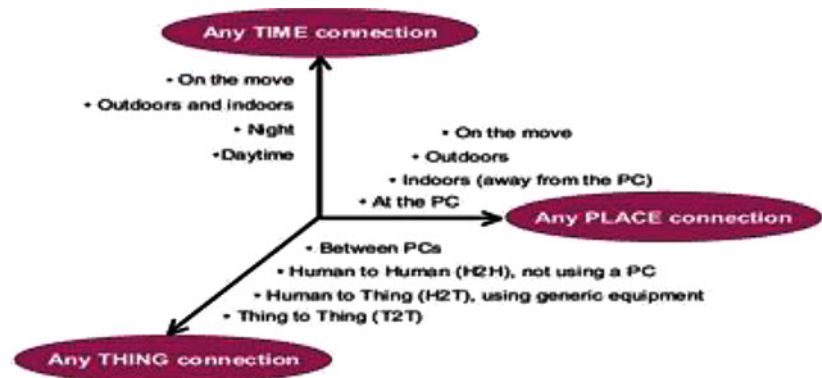 Any TIME connection
• On the move
• Outdoors and indoors
• Night
•Daytime
• On the move
• Outdoors
• Indoors (away from the PC)
• At the PC
Any PLACE connection
• Between PCs
• Human to Human (H2H), not using a PC
• Human to Thing (H2T), using generic equipment
• Thing to Thing (T2T)
Any THING connection